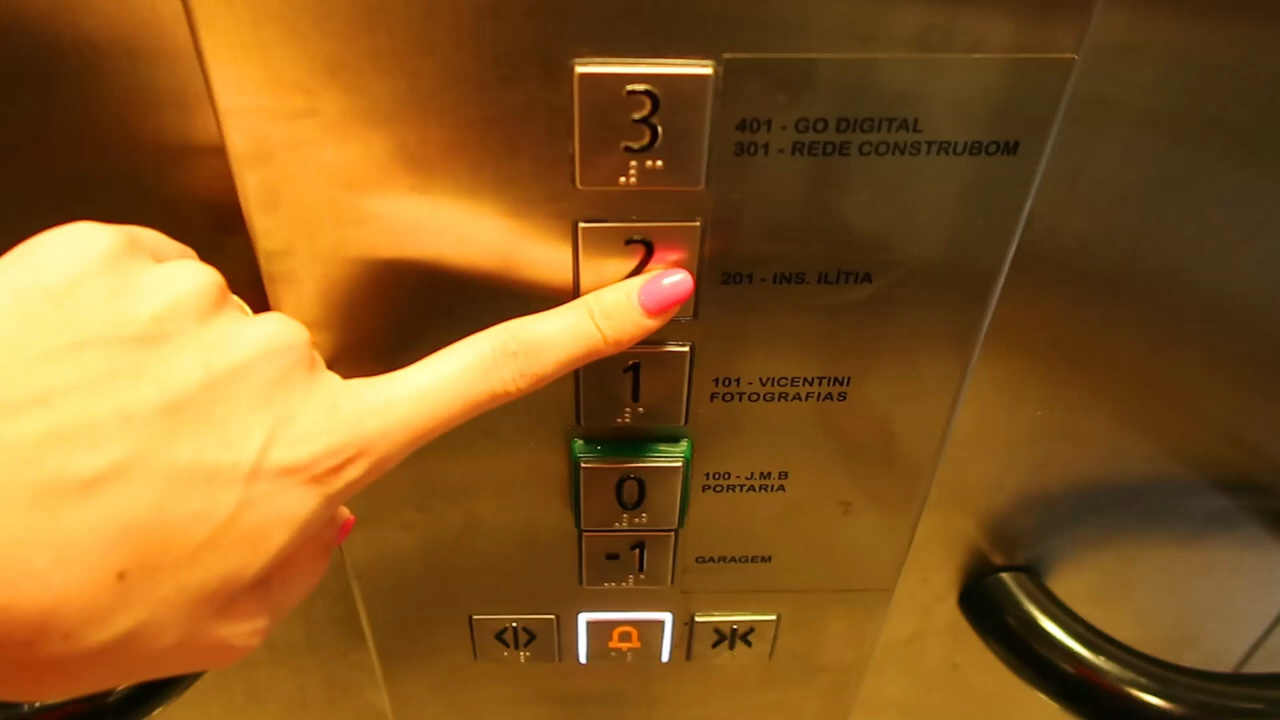 3
401 - GO DIGITAL
301 - REDE CONSTRUBOM
2
201 - INS. ILÍTIA
1
101 - VICENTINI
FOTOGRAFIAS
0
100 - J.M.B
PORTARIA
-1
GARAGEM